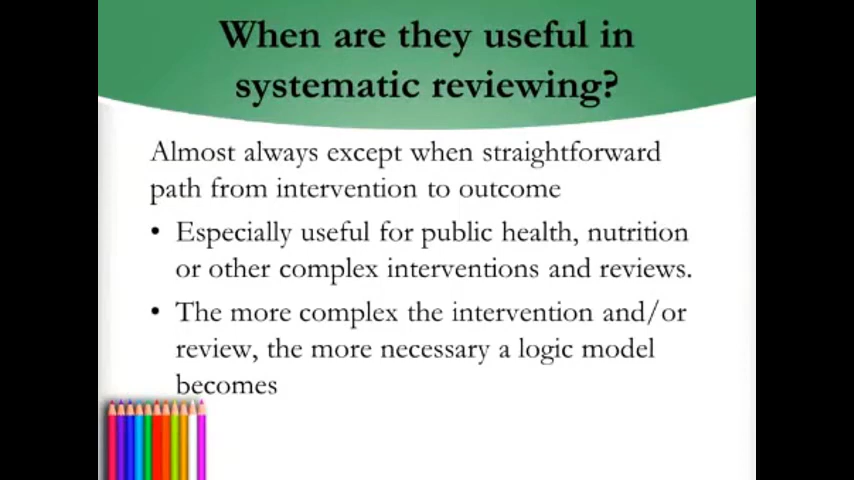 When are they useful in
systematic reviewing?
Almost always except when straightforward
path from intervention to outcome
• Especially useful for public health, nutrition
or other complex interventions and reviews.
• The more complex the intervention and/or
review, the more necessary a logic model
becomes